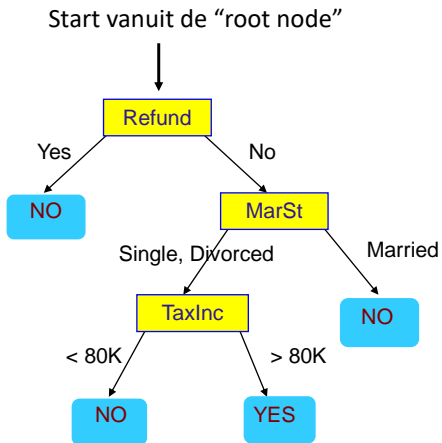 Start vanuit de “root node”
Refund
Yes
No
NO
MarSt
Single, Divorced
Married
TaxInc
NO
< 80K
> 80K
NO
YES